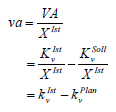 va = VA / X^Ist
= K_v^Ist / X^Ist - K_v^Soll / X^Ist
= k_v^Ist - k_v^Plan